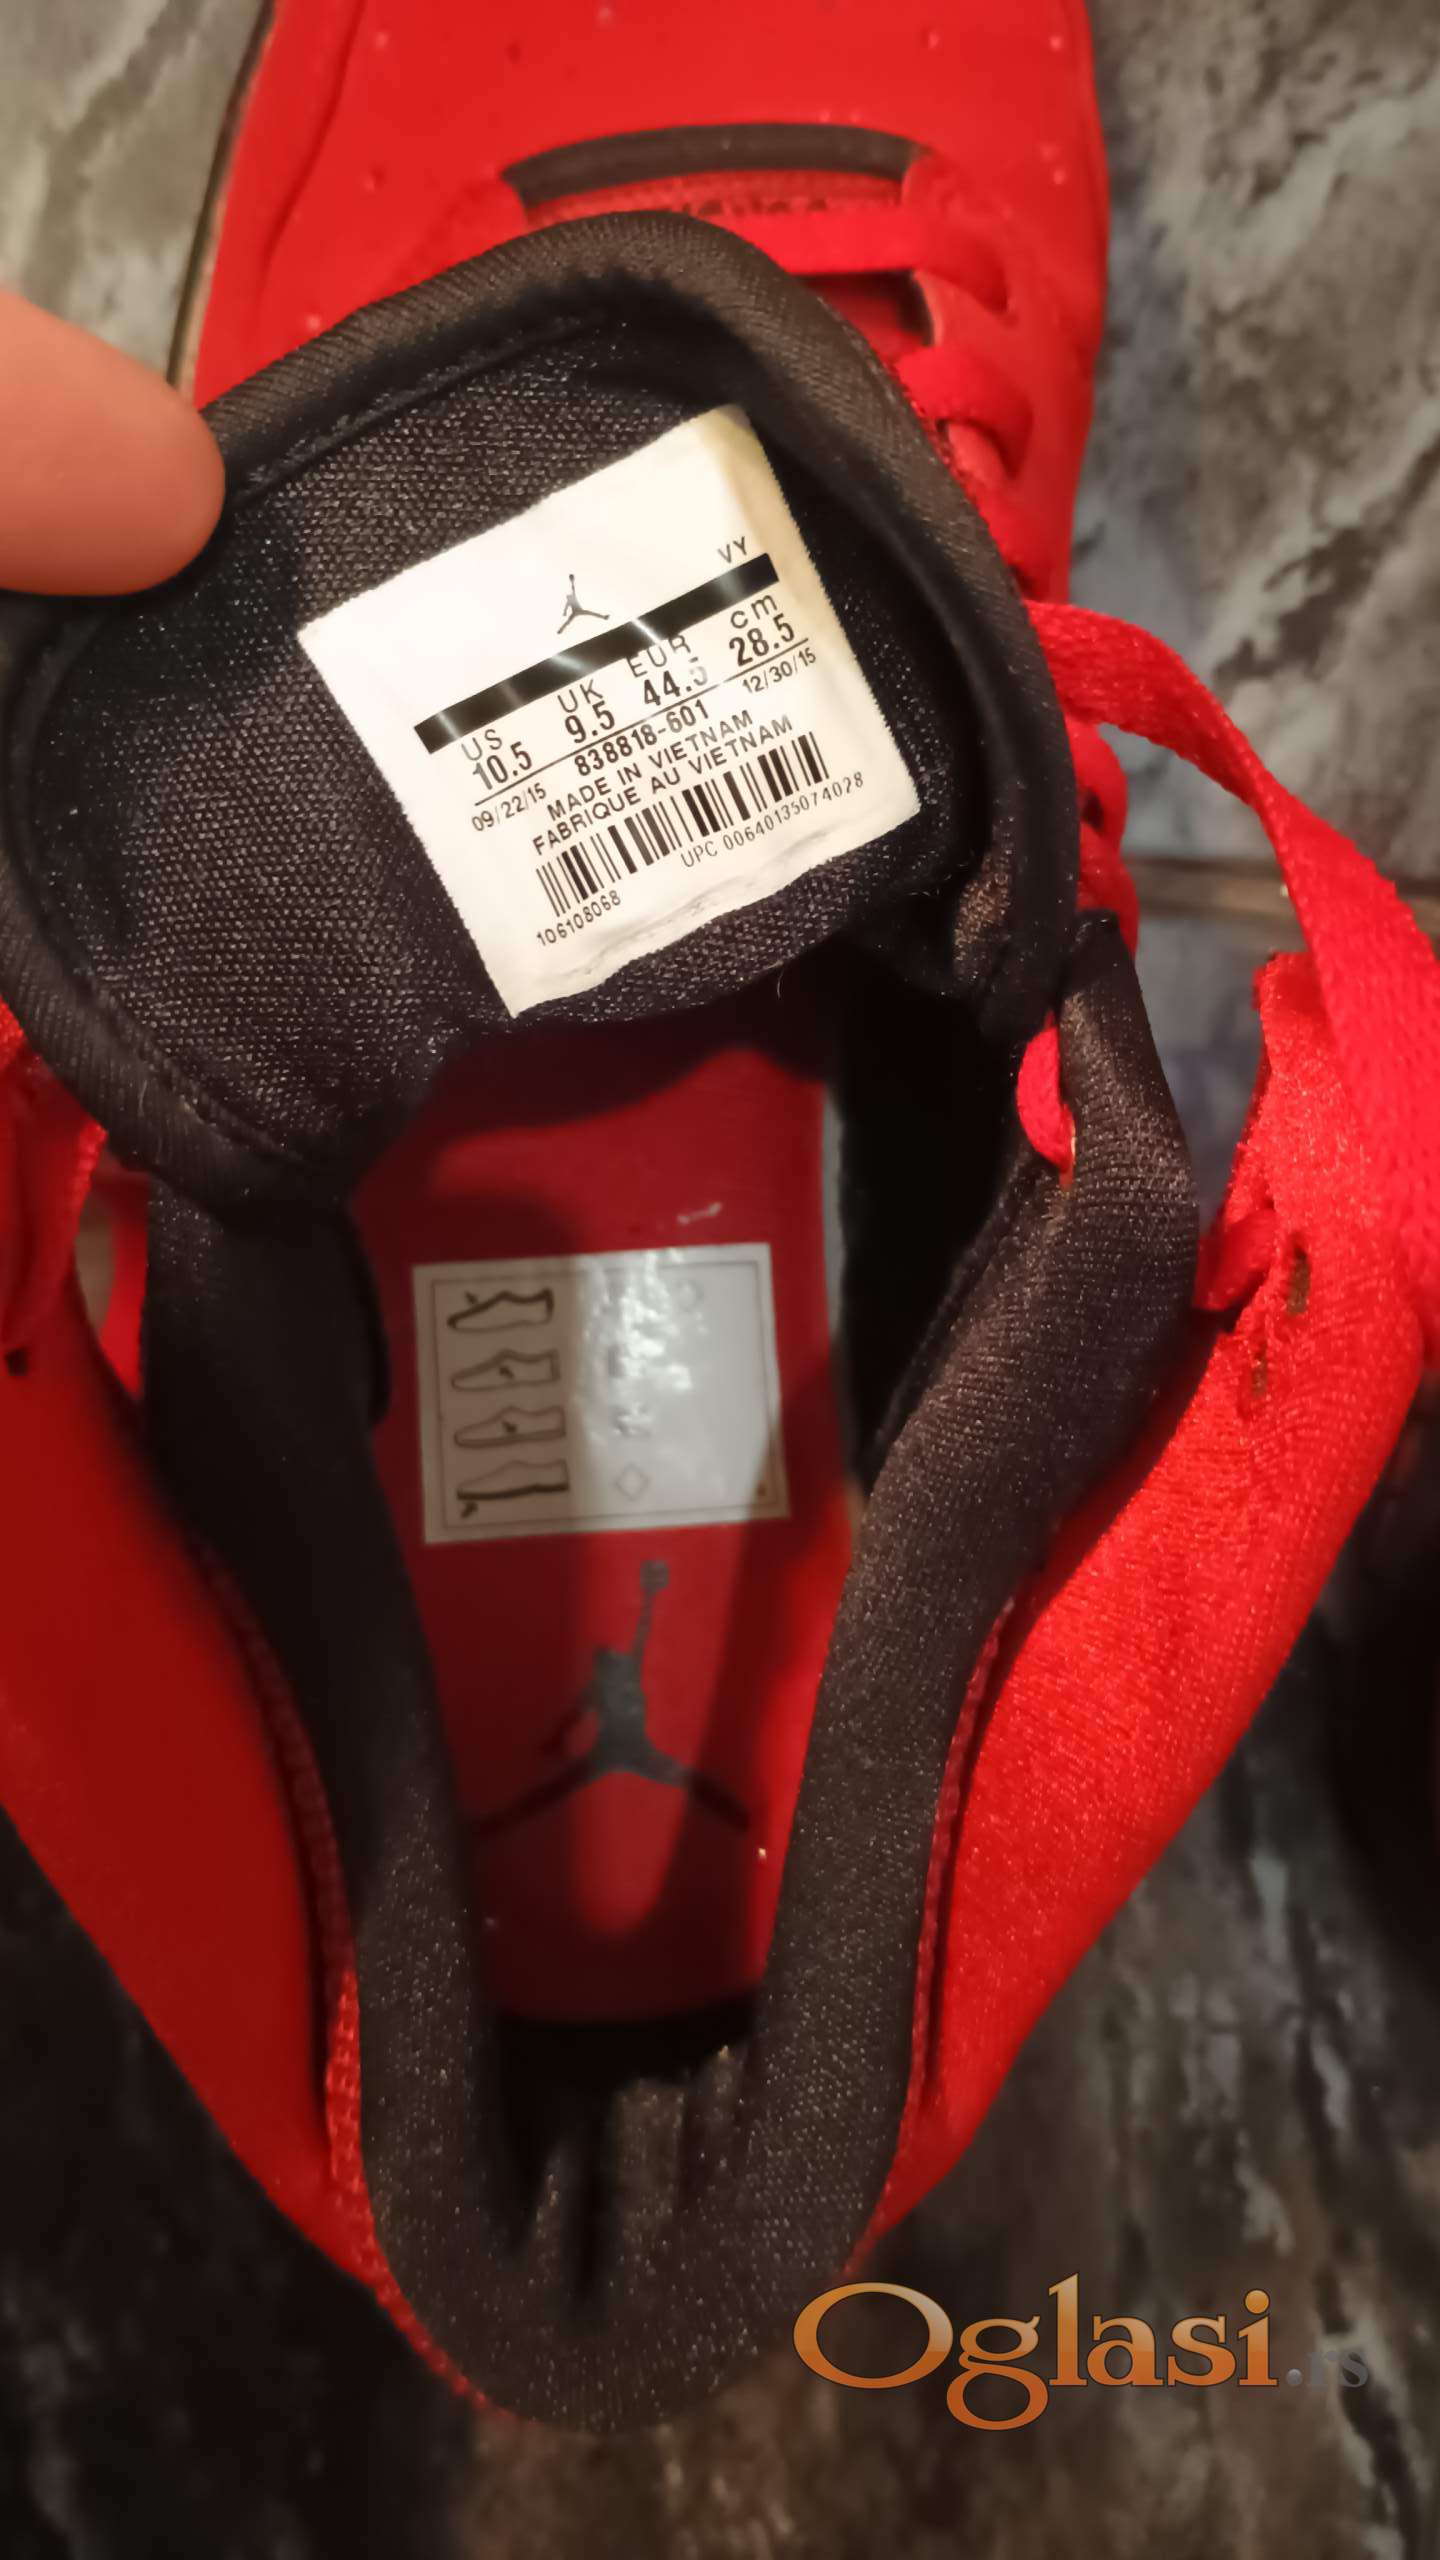 VY
US UK EUR cm
10.5 9.5 44.5 28.5
09/22/15 838818-601 12/30/15
MADE IN VIETNAM
FABRIQUE AU VIETNAM
UPC 00640135074028
106108068
Oglasi.rs